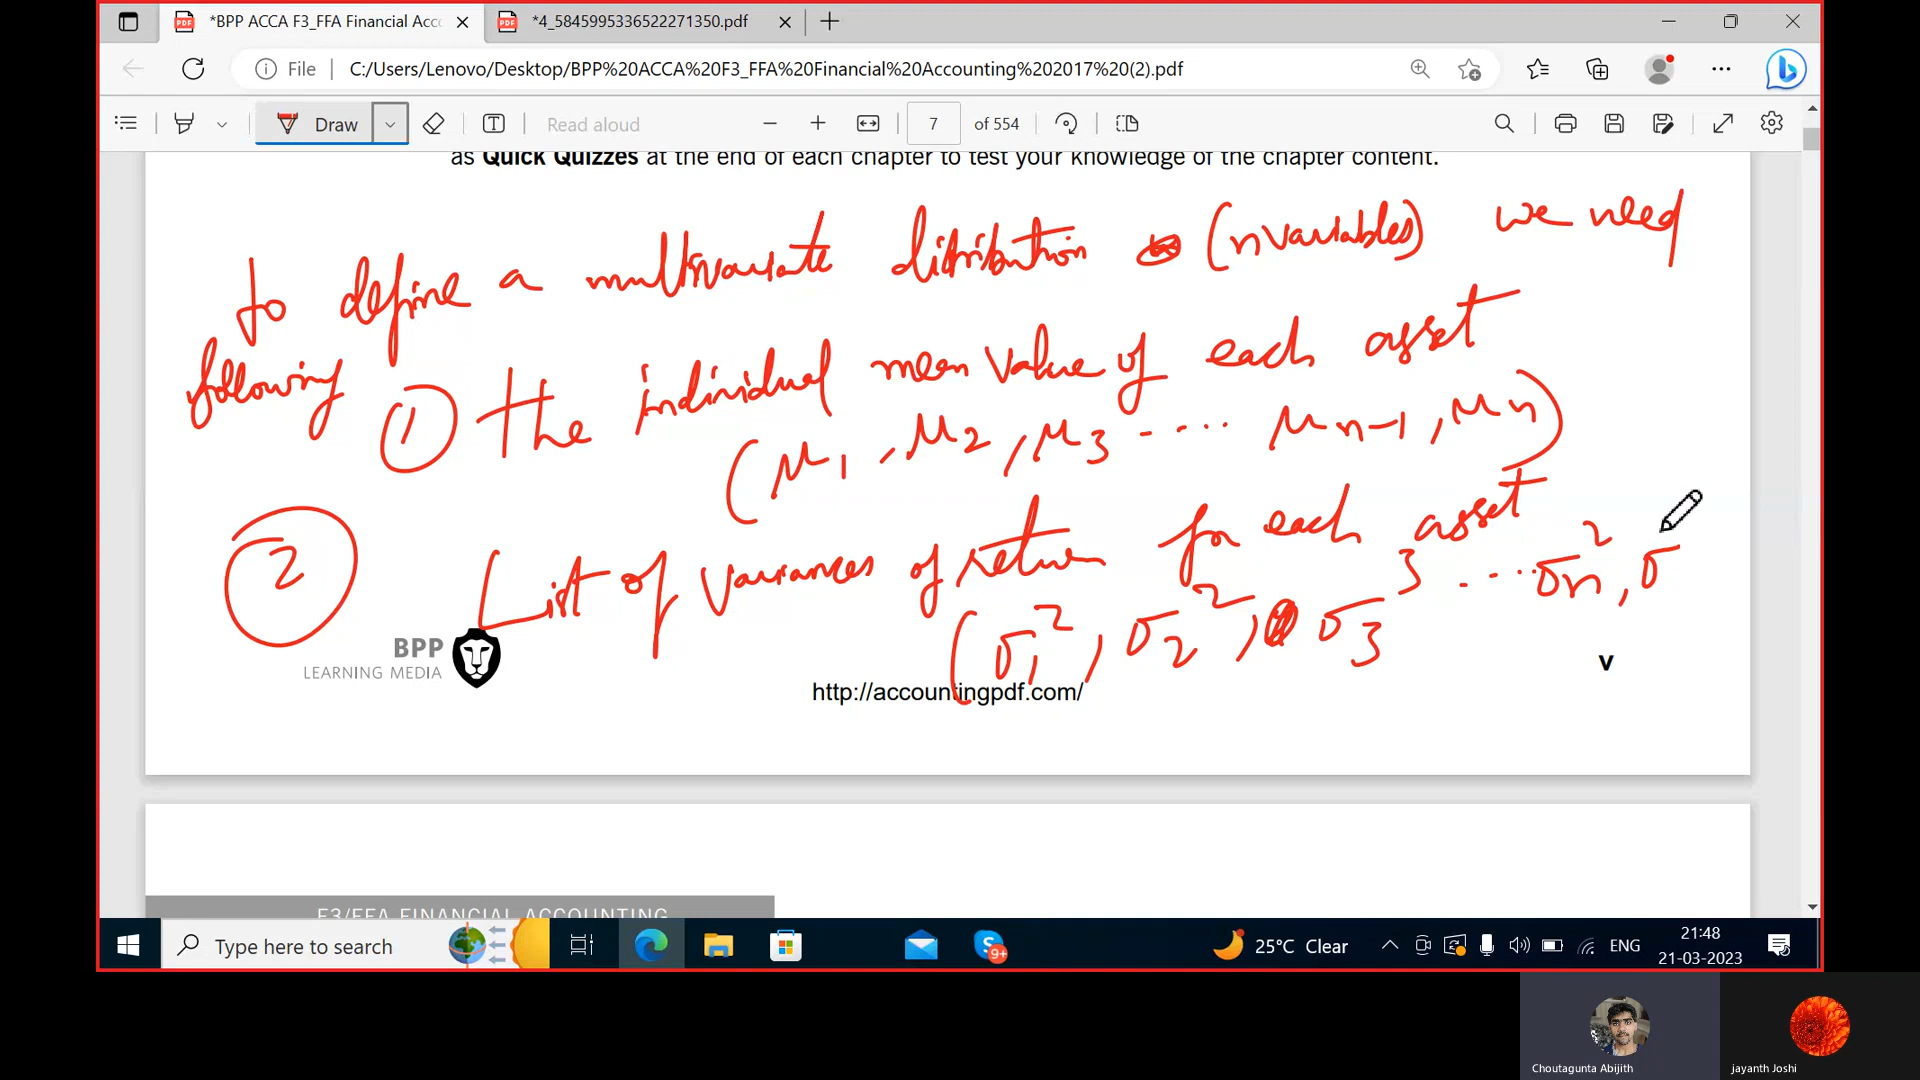 *BPP ACCA F3_FFA Financial Acc
*4_5845995336522271350.pdf
File
C:/Users/Lenovo/Desktop/BPP%20ACCA%20F3_FFA%20Financial%20Accounting%202017%20(2).pdf
Draw
Read aloud
7
of 554
as Quick Quizzes at the end of each chapter to test your knowledge of the chapter content.
to define a multivariate distribution (n variables) we need
following
① The individual mean value of each asset
(μ1, μ2, μ3 .... μn-1, μn)
② List of variances of return for each asset
(σ1², σ2², σ3³ .... σn², σ
BPP
LEARNING MEDIA
v
http://accountingpdf.com/
F3/FFA FINANCIAL ACCOUNTING
Type here to search
9+
25°C Clear
ENG
21:48
21-03-2023
Choutagunta Abijith
jayanth Joshi